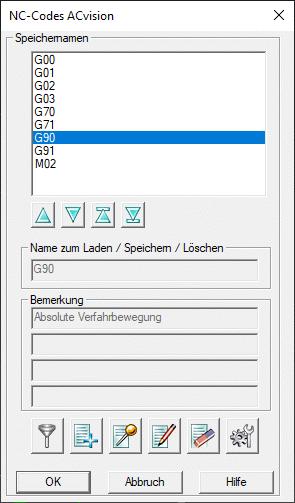 NC-Codes ACvision
Speichernamen
G00
G01
G02
G03
G70
G71
G90
G91
M02
Name zum Laden / Speichern / Löschen
G90
Bemerkung
Absolute Verfahrbewegung
OK
Abbruch
Hilfe